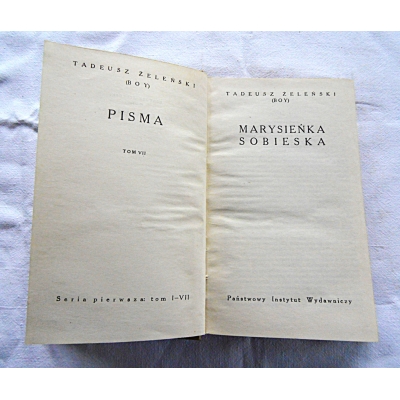 TADEUSZ ŻELEŃSKI
(BOY)
PISMA
TOM VII
Seria pierwsza: tom I—VII
TADEUSZ ŻELEŃSKI
(BOY)
MARYSIEŃKA
SOBIESKA
Państwowy Instytut Wydawniczy